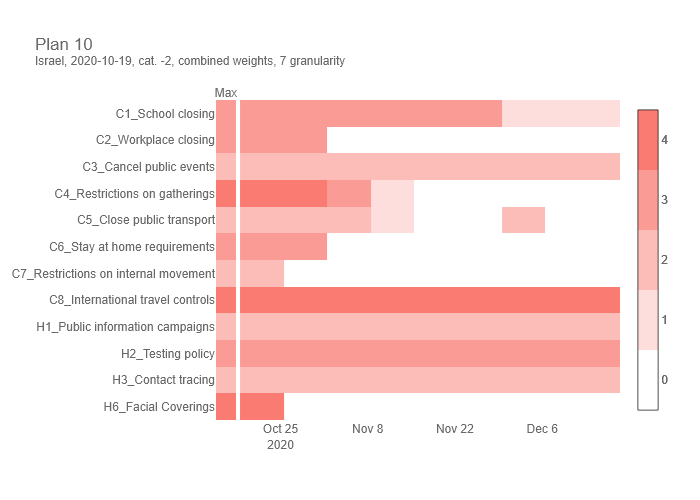 Plan 10
Israel, 2020-10-19, cat. -2, combined weights, 7 granularity
Max
C1_School closing
C2_Workplace closing
C3_Cancel public events
C4_Restrictions on gatherings
C5_Close public transport
C6_Stay at home requirements
C7_Restrictions on internal movement
C8_International travel controls
H1_Public information campaigns
H2_Testing policy
H3_Contact tracing
H6_Facial Coverings
4
3
2
1
0
Oct 25
2020
Nov 8
Nov 22
Dec 6